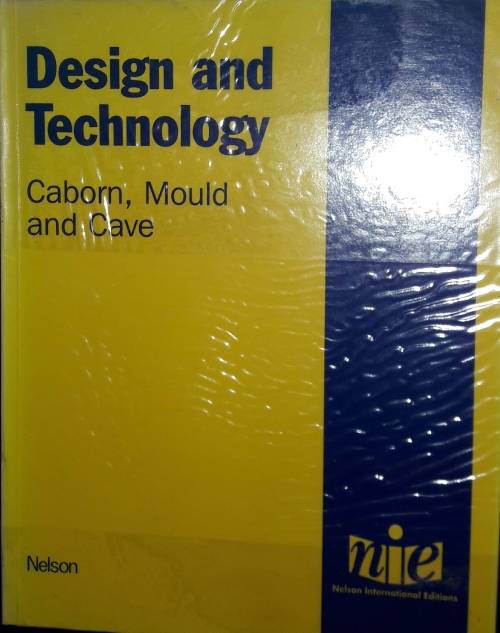 Design and
Technology
Caborn, Mould
and Cave
Nelson
nie
Nelson International Editions